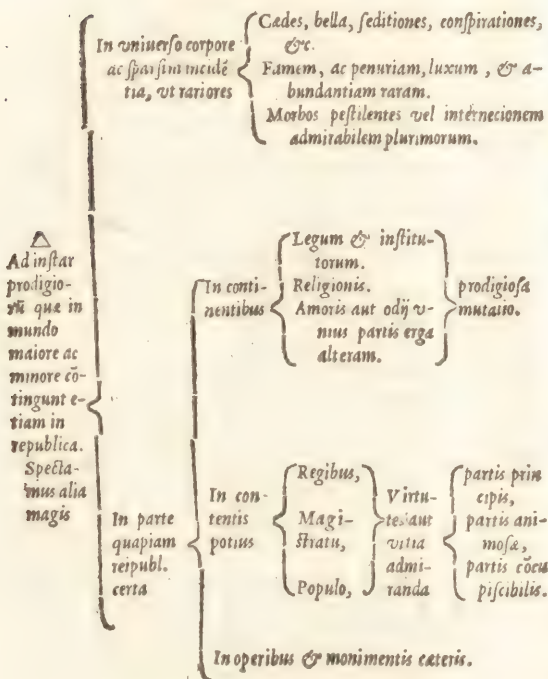 Cædes, bella, ſeditiones, conſpirationes,
&c.
In vniuerſo corpore
ac ſparſim incidē
tia, vt rariores
Famem, ac penuriam, luxum, & a-
bundantiam raram.
Morbos peſtilentes vel internecionem
admirabilem plurimorum.
△
Ad inſtar
prodigio-
rū quæ in
mundo
maiore ac
minore cō-
tingunt e-
tiam in
republica.
Specta-
mus alia
magis
In conti-
nentibus
Legum & inſtitu-
torum.
Religionis.
Amoris aut odij v-
nius partis erga
alteram.
prodigioſa
mutatio.
In parte
quapiam
reipubl.
certa
In con-
tentis
potius
Regibus,
Magi-
ſtratu,
Populo,
Virtu-
tes aut
vitia
admi-
randa
partis prin
cipis,
partis ani-
moſæ,
partis cōcu
piſcibilis.
In operibus & monimentis cæteris.